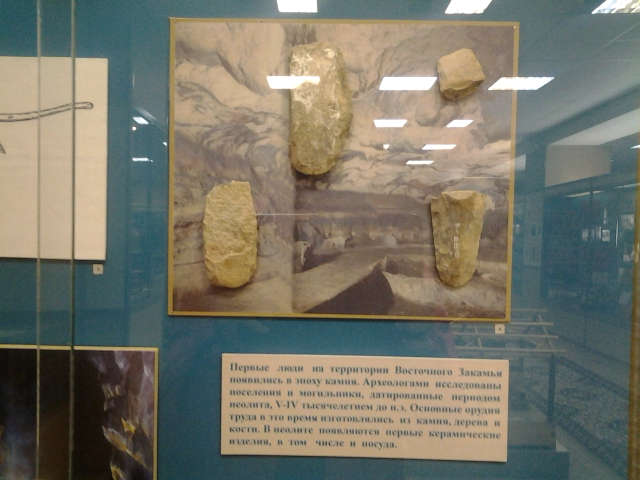 Первые люди на территории Восточного Закамья
появились в эпоху камня. Археологами исследованы
поселения и могильники, датированные периодом
неолита, V-IV тысячелетием до н.э. Основные орудия
труда в это время изготовлялись из камня, дерева и
кости. В неолите появляются первые керамические
изделия, в том числе и посуда.